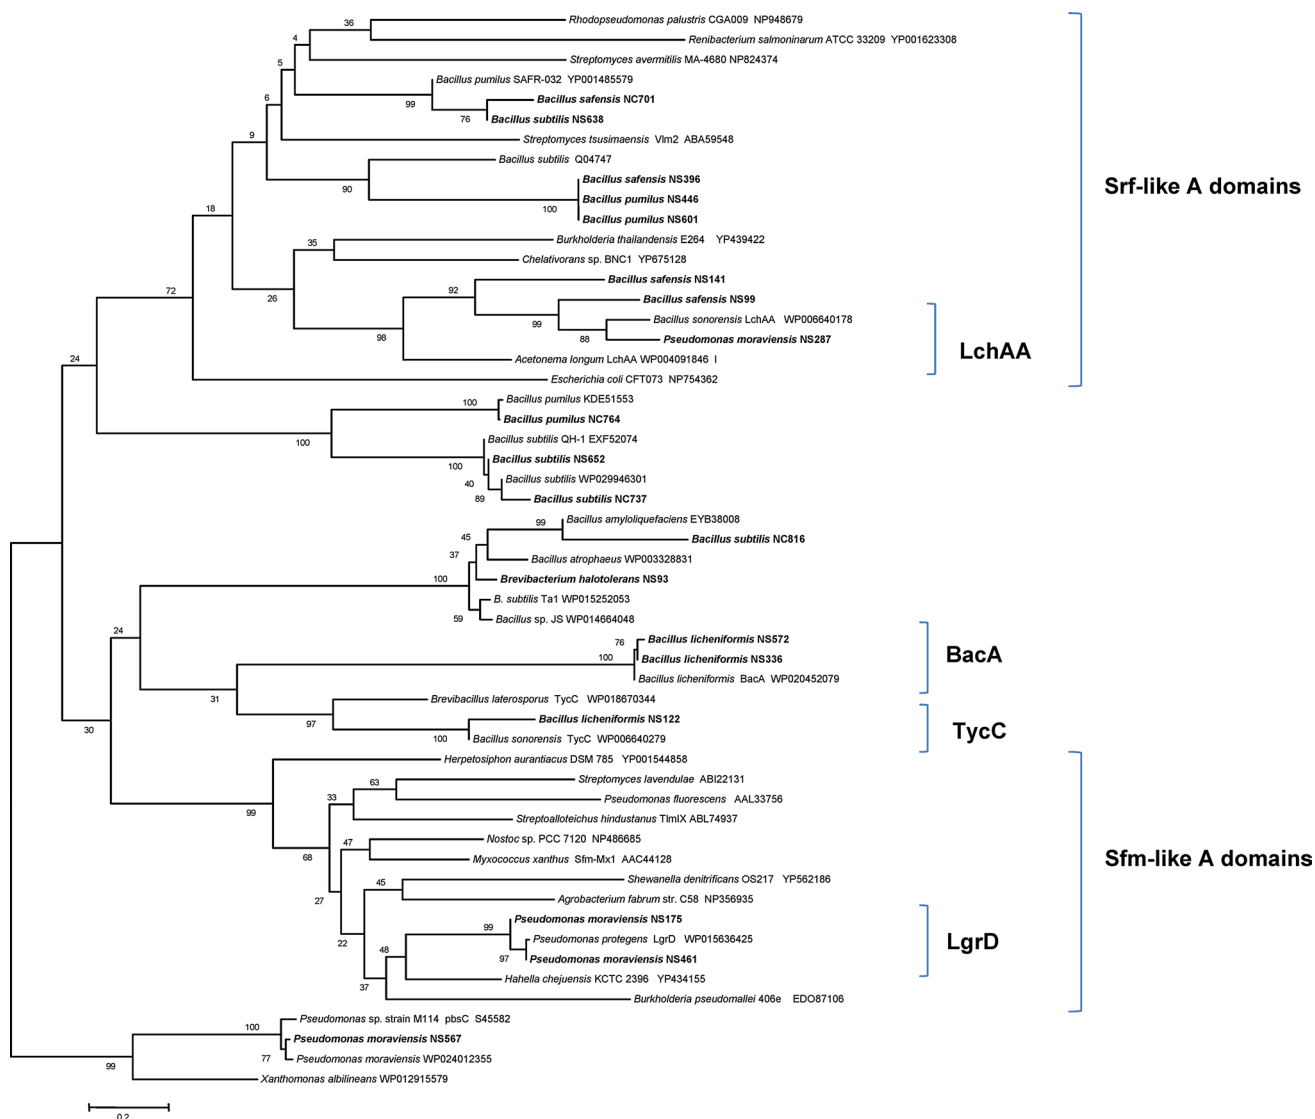 36
Rhodopseudomonas palustris CGA009 NP948679
4
Renibacterium salmoninarum ATCC 33209 YP001623308
Streptomyces avermitilis MA-4680 NP824374
5
Bacillus pumilus SAFR-032 YP001485579
6
99
Bacillus safensis NC701
76
Bacillus subtilis NS638
9
Streptomyces tsusimaensis Vlm2 ABA59548
Bacillus subtilis Q04747
Bacillus safensis NS396
90
Srf-like A domains
Bacillus pumilus NS446
18
100
Bacillus pumilus NS601
35
Burkholderia thailandensis E264 YP439422
Chelativorans sp. BNC1 YP675128
Bacillus safensis NS141
72
26
92
Bacillus safensis NS99
99
Bacillus sonorensis LchAA WP006640178
98
88
Pseudomonas moraviensis NS287
LchAA
24
Acetonema longum LchAA WP004091846 I
Escherichia coli CFT073 NP754362
100
Bacillus pumilus KDE51553
Bacillus pumilus NC764
100
Bacillus subtilis QH-1 EXF52074
Bacillus subtilis NS652
100
Bacillus subtilis WP029946301
40
89
Bacillus subtilis NC737
99
Bacillus amyloliquefaciens EYB38008
45
Bacillus subtilis NC816
37
Bacillus atrophaeus WP003328831
100
Brevibacterium halotolerans NS93
B. subtilis Ta1 WP015252053
59
Bacillus sp. JS WP014664048
24
76
Bacillus licheniformis NS572
100
Bacillus licheniformis NS336
BacA
Bacillus licheniformis BacA WP020452079
31
Brevibacillus laterosporus TycC WP018670344
97
Bacillus licheniformis NS122
30
TycC
100
Bacillus sonorensis TycC WP006640279
Herpetosiphon aurantiacus DSM 785 YP001544858
63
Streptomyces lavendulae ABI22131
33
Pseudomonas fluorescens AAL33756
99
Streptoalloteichus hindustanus TlmIX ABL74937
47
Nostoc sp. PCC 7120 NP486685
68
Myxococcus xanthus Sfm-Mx1 AAC44128
Sfm-like A domains
45
Shewanella denitrificans OS217 YP562186
27
Agrobacterium fabrum str. C58 NP356935
Pseudomonas moraviensis NS175
99
22
Pseudomonas protegens LgrD WP015636425
LgrD
48
97
Pseudomonas moraviensis NS461
37
Hahella chejuensis KCTC 2396 YP434155
Burkholderia pseudomallei 406e EDO87106
Pseudomonas sp. strain M114 pbsC S45582
100
Pseudomonas moraviensis NS567
77
Pseudomonas moraviensis WP024012355
99
Xanthomonas albilineans WP012915579
0.2